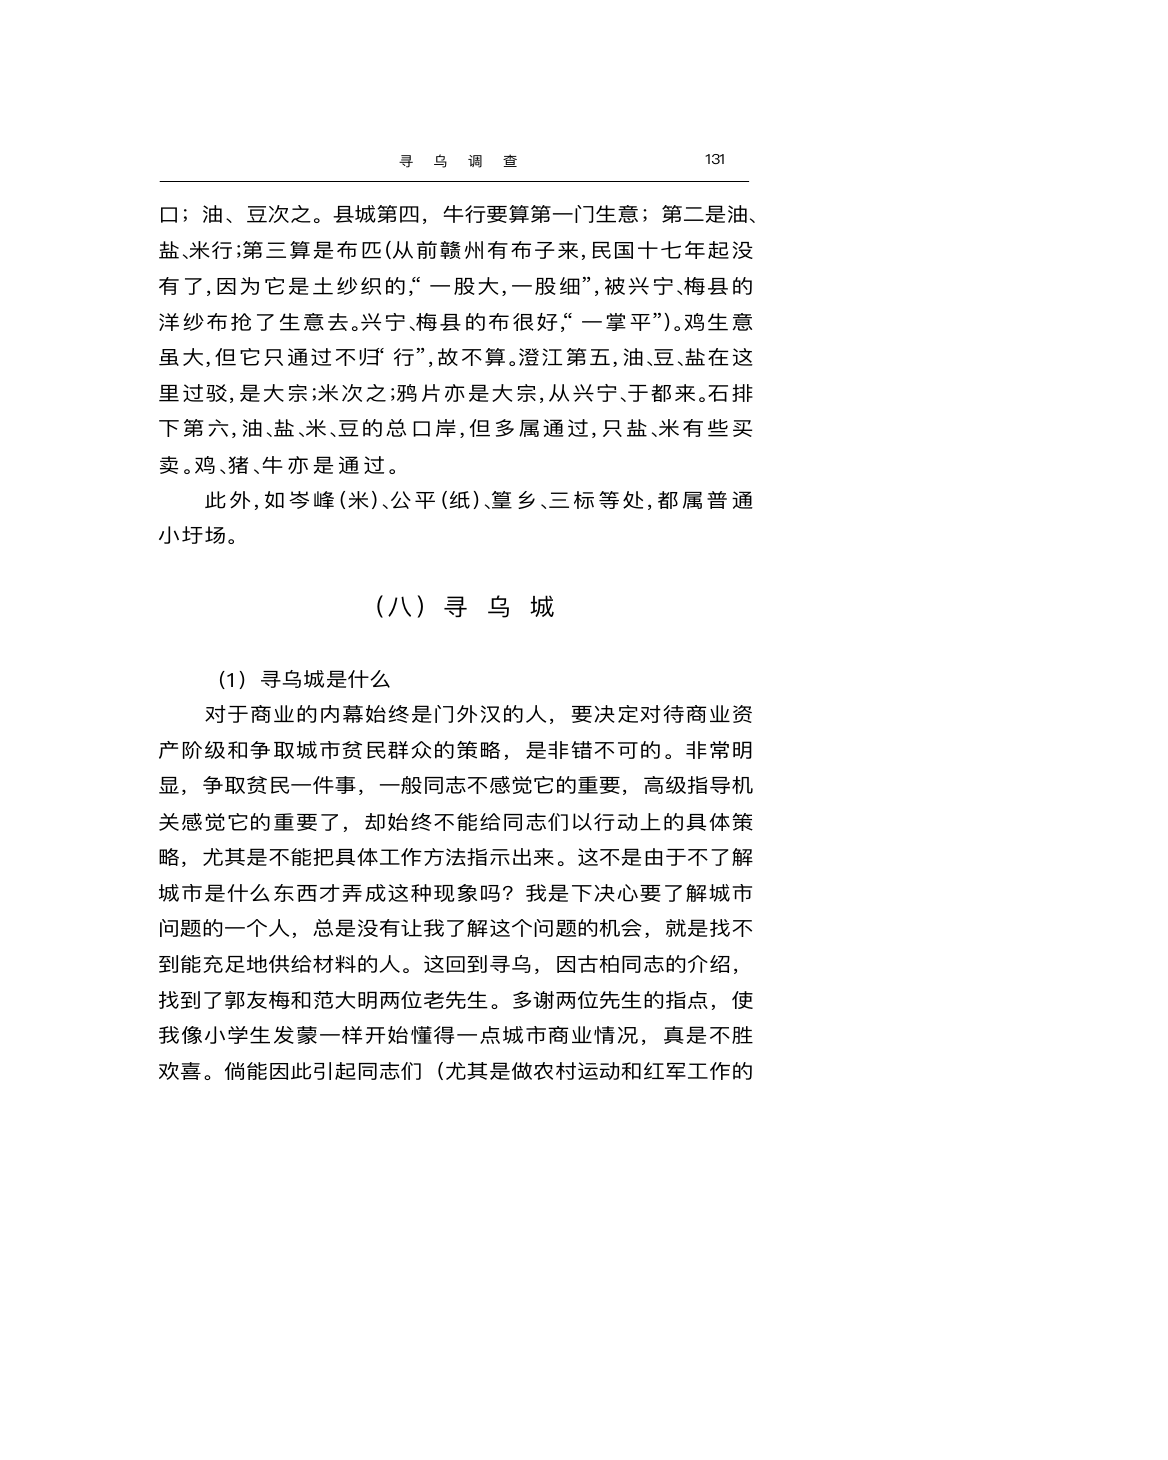 寻乌调查 131
口；油、豆次之。县城第四，牛行要算第一门生意；第二是油、
盐、米行；第三算是布匹（从前赣州有布子来，民国十七年起没
有了，因为它是土纱织的，“一股大，一股细”，被兴宁、梅县的
洋纱布抢了生意去。兴宁、梅县的布很好，“一掌平”）。鸡生意
虽大，但它只通过不归“行”，故不算。澄江第五，油、豆、盐在这
里过驳，是大宗；米次之；鸦片亦是大宗，从兴宁、于都来。石排
下第六，油、盐、米、豆的总口岸，但多属通过，只盐、米有些买
卖。鸡、猪、牛亦是通过。
此外，如岑峰（米）、公平（纸）、篁乡、三标等处，都属普通
小圩场。
（八）寻乌城
（1）寻乌城是什么
对于商业的内幕始终是门外汉的人，要决定对待商业资
产阶级和争取城市贫民群众的策略，是非错不可的。非常明
显，争取贫民一件事，一般同志不感觉它的重要，高级指导机
关感觉它的重要了，却始终不能给同志们以行动上的具体策
略，尤其是不能把具体工作方法指示出来。这不是由于不了解
城市是什么东西才弄成这种现象吗？我是下决心要了解城市
问题的一个人，总是没有让我了解这个问题的机会，就是找不
到能充足地供给材料的人。这回到寻乌，因古柏同志的介绍，
找到了郭友梅和范大明两位老先生。多谢两位先生的指点，使
我像小学生发蒙一样开始懂得一点城市商业情况，真是不胜
欢喜。倘能因此引起同志们（尤其是做农村运动和红军工作的